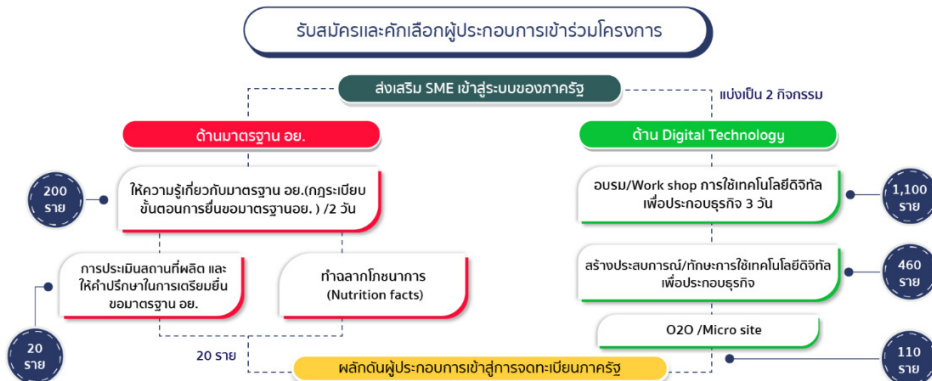 รับสมัครและคัดเลือกผู้ประกอบการเข้าร่วมโครงการ
ส่งเสริม SME เข้าสู่ระบบของภาครัฐ
แบ่งเป็น 2 กิจกรรม
ด้านมาตรฐาน อย.
ด้าน Digital Technology
200
ราย
ให้ความรู้เกี่ยวกับมาตรฐาน อย.(กฎระเบียบ
ขั้นตอนการยื่นขอมาตรฐานอย. ) /2 วัน
อบรม/Work shop การใช้เทคโนโลยีดิจิทัล
เพื่อประกอบธุรกิจ 3 วัน
1,100
ราย
การประเมินสถานที่ผลิต และ
ให้คำปรึกษาในการเตรียมยื่น
ขอมาตรฐาน อย.
ทำฉลากโภชนาการ
(Nutrition facts)
สร้างประสบการณ์/ทักษะการใช้เทคโนโลยีดิจิทัล
เพื่อประกอบธุรกิจ
460
ราย
O2O /Micro site
20
ราย
20 ราย
110
ราย
ผลักดันผู้ประกอบการเข้าสู่การจดทะเบียนภาครัฐ